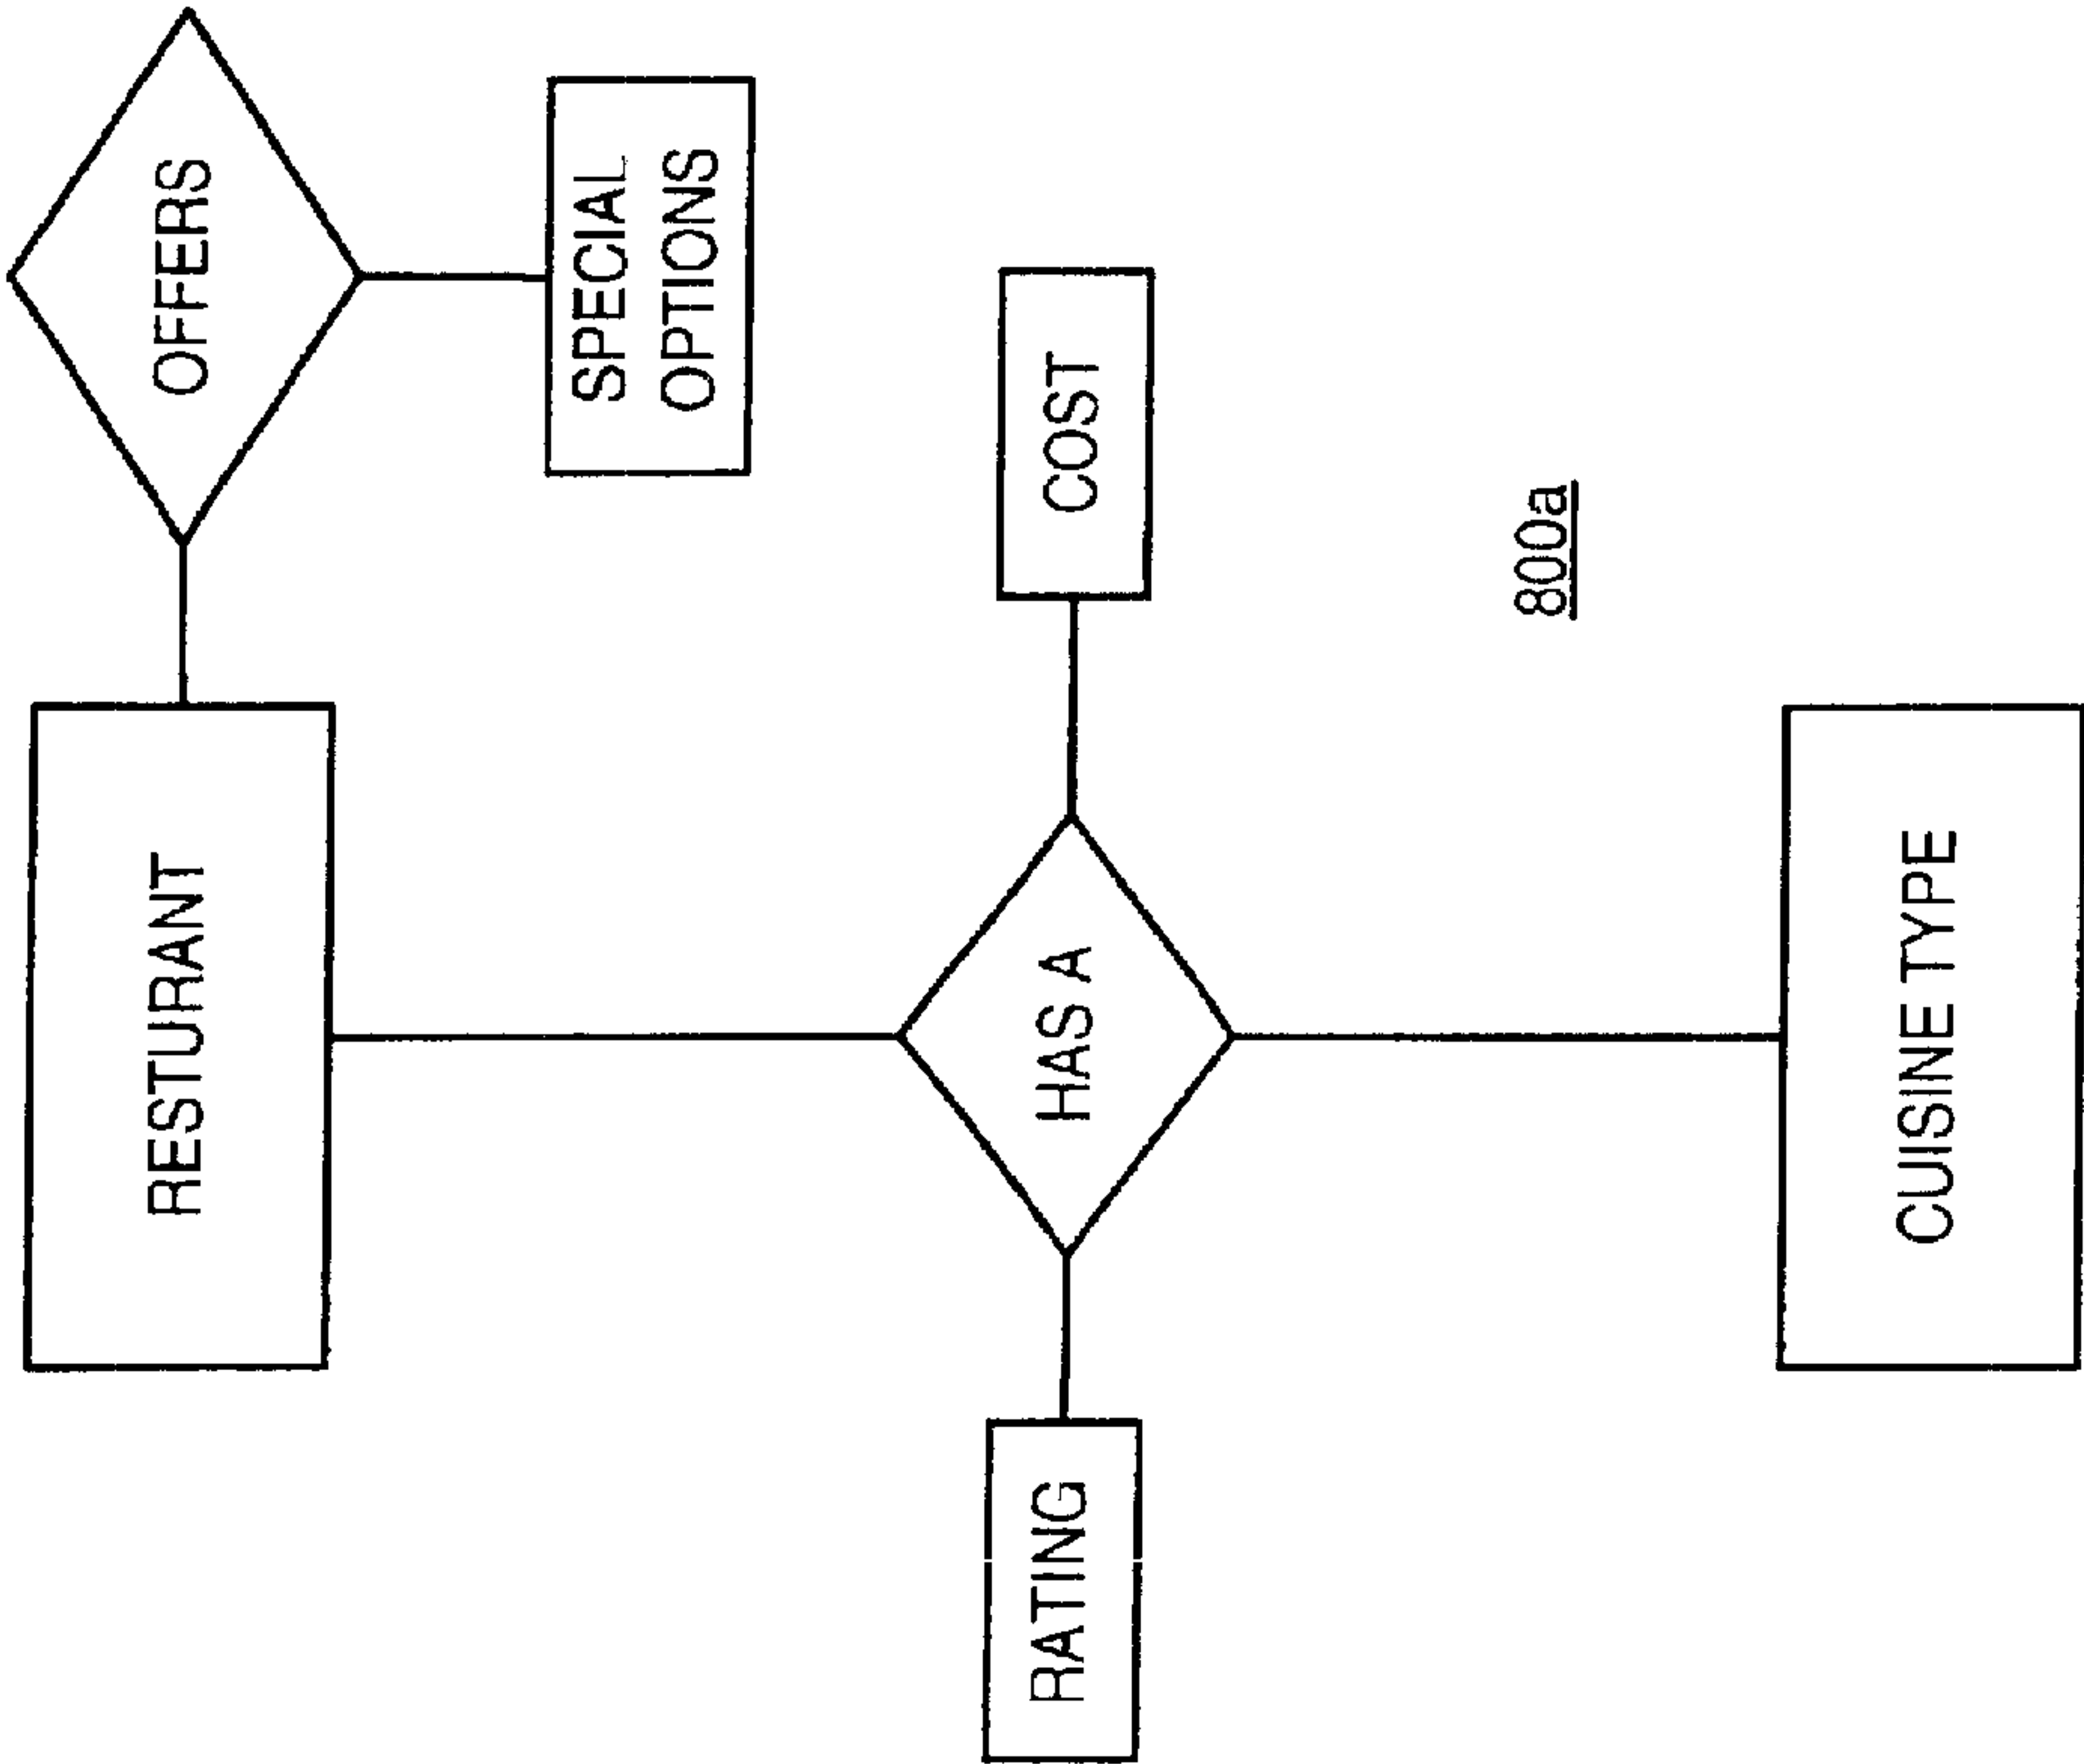 RESTURANT
OFFERS
SPECIAL
OPTIONS
RATING
HAS A
COST
800a
CUISINE TYPE